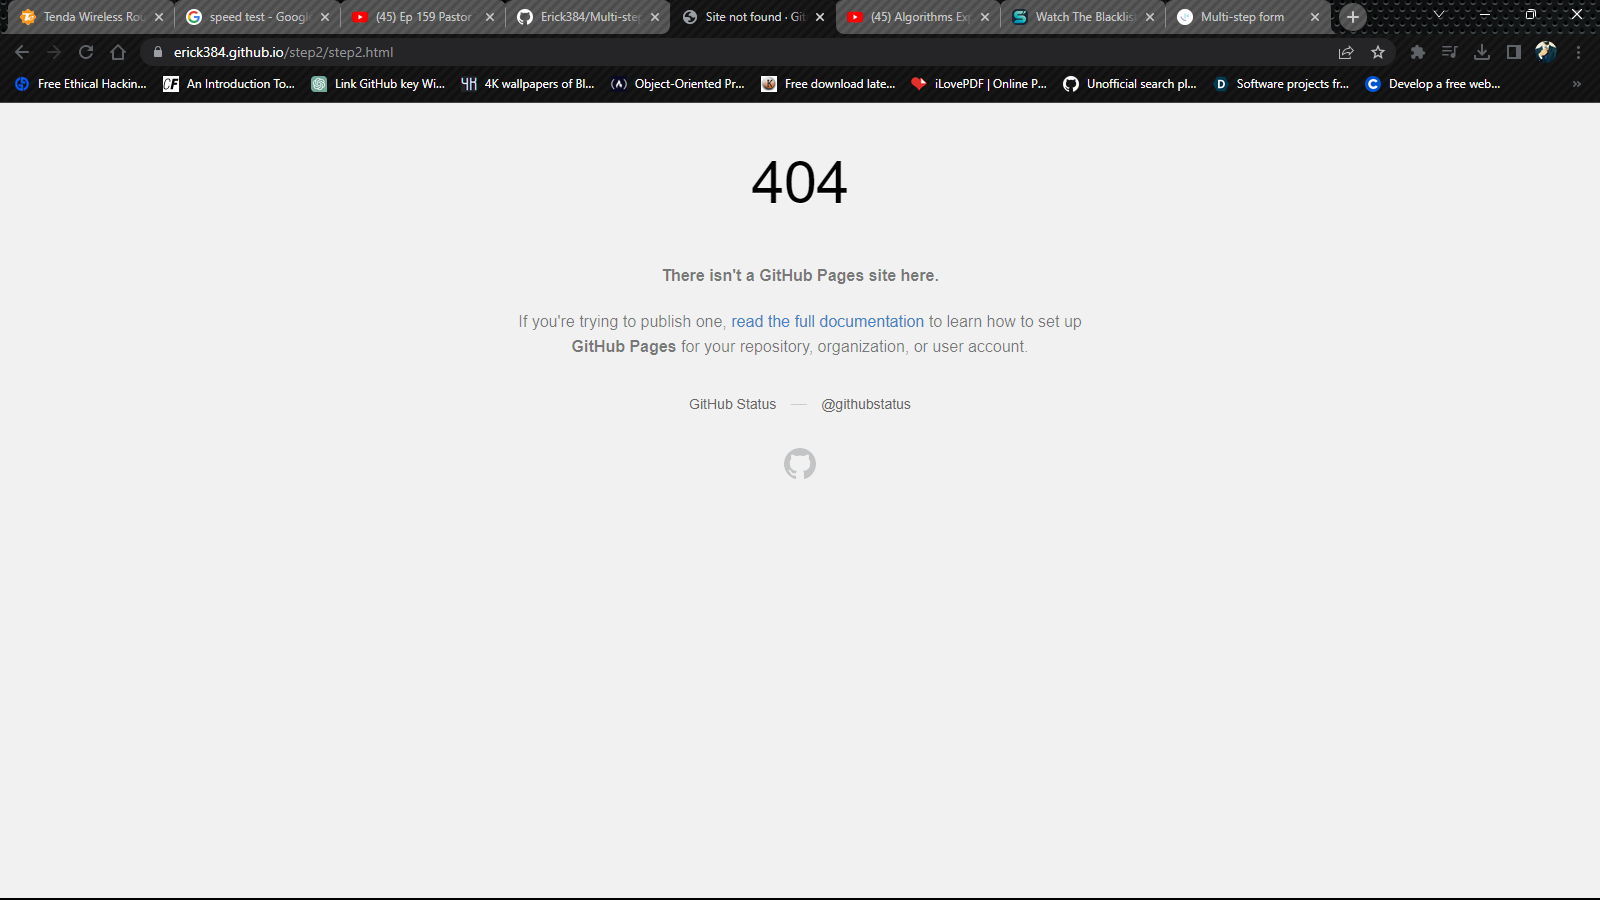 Tenda Wireless Rou
speed test - Google
(45) Ep 159 Pastor
Erick384/Multi-step
Site not found · Git
(45) Algorithms Exp
Watch The Blacklist
Multi-step form
erick384.github.io/step2/step2.html
Free Ethical Hackin...
CF
An Introduction To...
Link GitHub key Wi...
4K wallpapers of Bl...
Object-Oriented Pr...
Free download late...
iLovePDF | Online P...
Unofficial search pl...
D
Software projects fr...
C
Develop a free web...
»
404
There isn't a GitHub Pages site here.
If you're trying to publish one, read the full documentation to learn how to set up
GitHub Pages for your repository, organization, or user account.
GitHub Status — @githubstatus